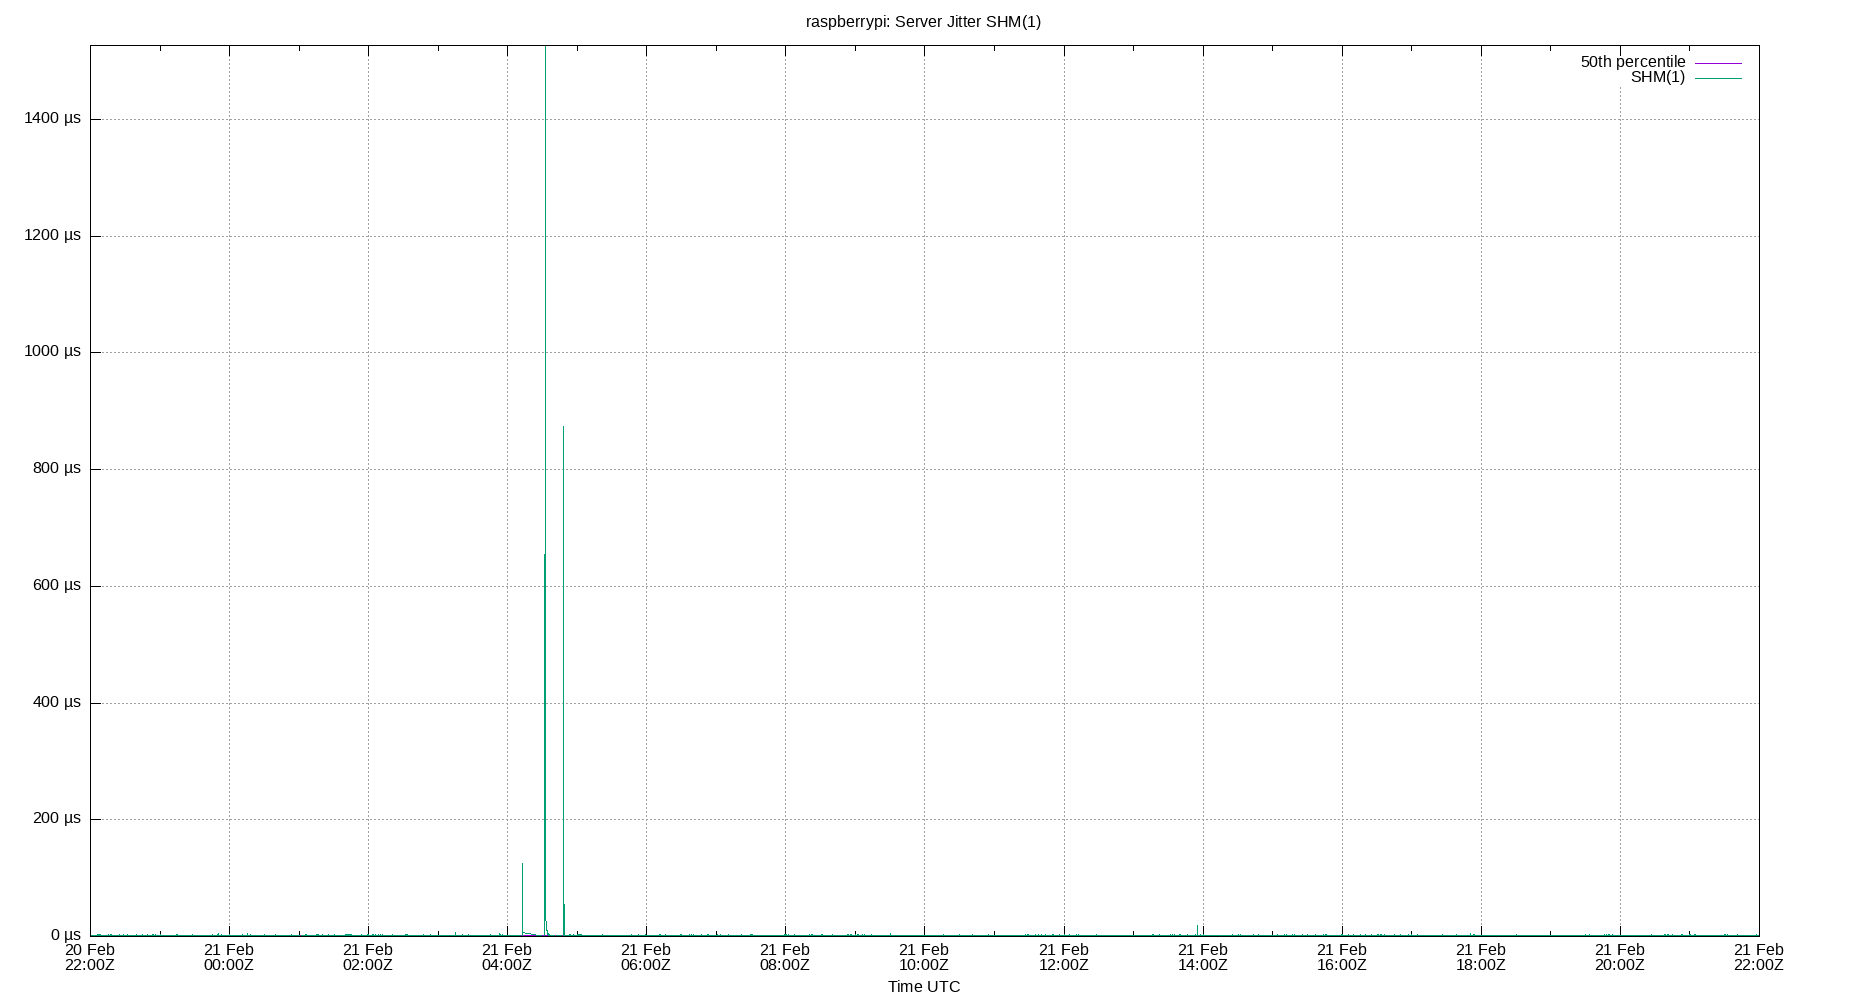 raspberrypi: Server Jitter SHM(1)
50th percentile
SHM(1)
1400 µs
1200 µs
1000 µs
800 µs
600 µs
400 µs
200 µs
0 µs
20 Feb 21 Feb 21 Feb 21 Feb 21 Feb 21 Feb 21 Feb 21 Feb 21 Feb 21 Feb 21 Feb 21 Feb 21 Feb
22:00Z 00:00Z 02:00Z 04:00Z 06:00Z 08:00Z 10:00Z 12:00Z 14:00Z 16:00Z 18:00Z 20:00Z 22:00Z
Time UTC